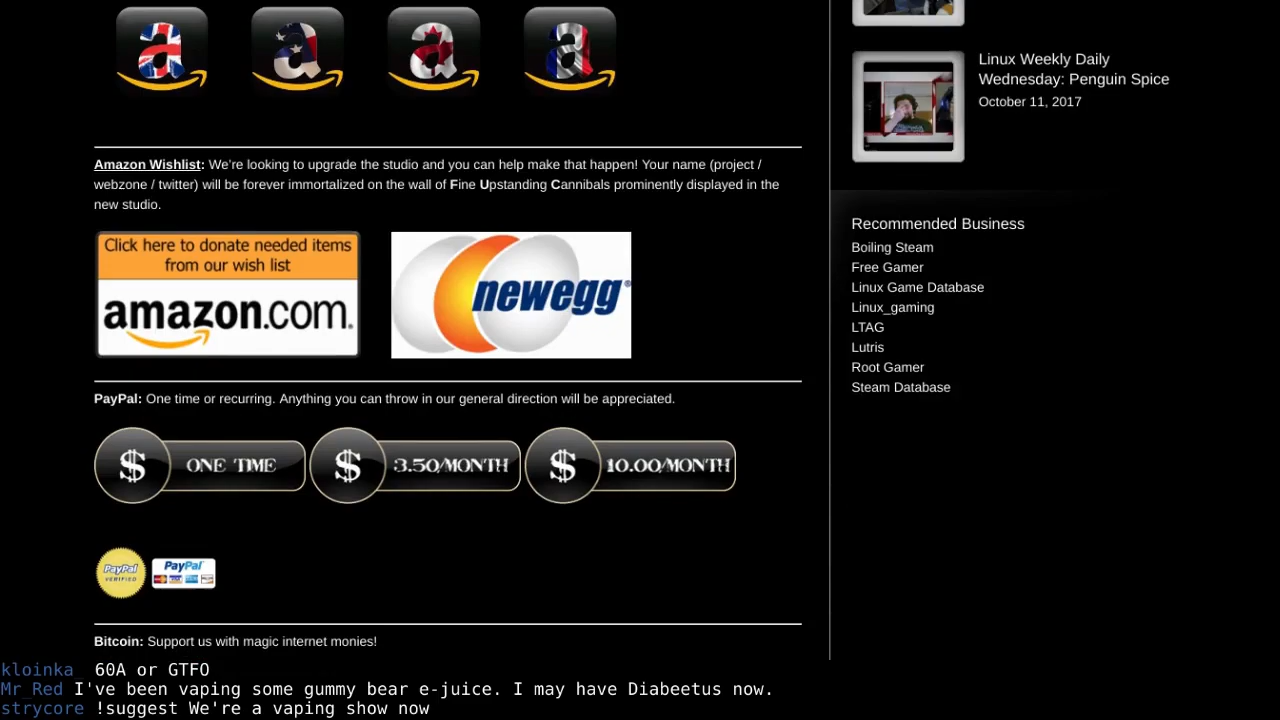 a
a
a
a
Amazon Wishlist: We're looking to upgrade the studio and you can help make that happen! Your name (project /
webzone / twitter) will be forever immortalized on the wall of Fine Upstanding Cannibals prominently displayed in the
new studio.
Click here to donate needed items
from our wish list
amazon.com.
newegg®
PayPal: One time or recurring. Anything you can throw in our general direction will be appreciated.
$ ONE TIME
$ 3.50/MONTH
$ 10.00/MONTH
PayPal
VERIFIED
PayPal
Bitcoin: Support us with magic internet monies!
Linux Weekly Daily
Wednesday: Penguin Spice
October 11, 2017
Recommended Business
Boiling Steam
Free Gamer
Linux Game Database
Linux_gaming
LTAG
Lutris
Root Gamer
Steam Database
kloinka 60A or GTFO
Mr_Red I've been vaping some gummy bear e-juice. I may have Diabeetus now.
strycore !suggest We're a vaping show now